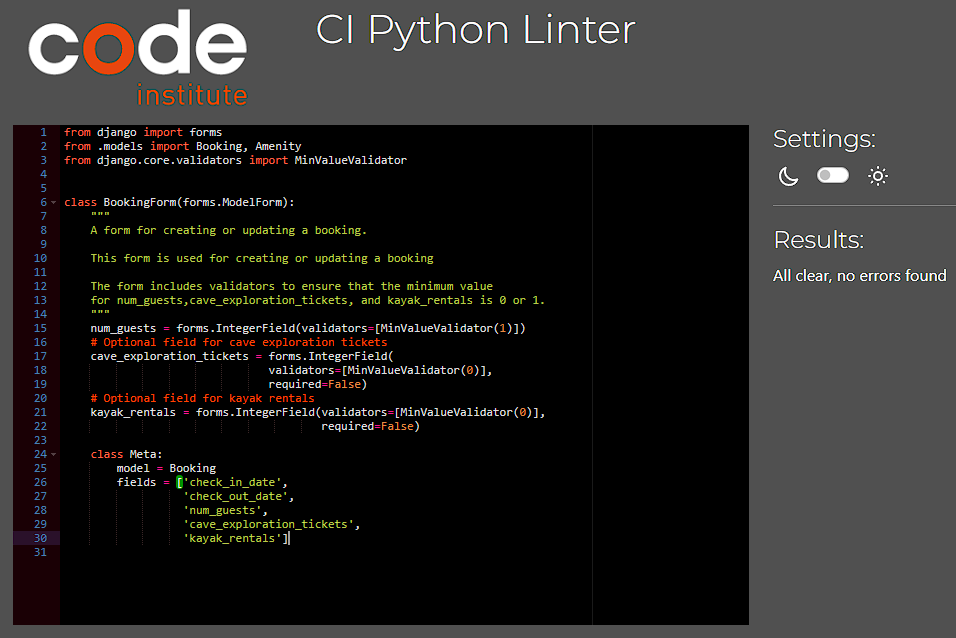 code
institute
CI Python Linter
1 from django import forms
2 from .models import Booking, Amenity
3 from django.core.validators import MinValueValidator
4
5
6 class BookingForm(forms.ModelForm):
7     """
8     A form for creating or updating a booking.
9
10     This form is used for creating or updating a booking
11
12     The form includes validators to ensure that the minimum value
13     for num_guests,cave_exploration_tickets, and kayak_rentals is 0 or 1.
14     """
15     num_guests = forms.IntegerField(validators=[MinValueValidator(1)])
16     # Optional field for cave exploration tickets
17     cave_exploration_tickets = forms.IntegerField(
18                                validators=[MinValueValidator(0)],
19                                required=False)
20     # Optional field for kayak rentals
21     kayak_rentals = forms.IntegerField(validators=[MinValueValidator(0)],
22                                        required=False)
23
24     class Meta:
25         model = Booking
26         fields = ['check_in_date',
27                   'check_out_date',
28                   'num_guests',
29                   'cave_exploration_tickets',
30                   'kayak_rentals']
31
Settings:
Results:
All clear, no errors found